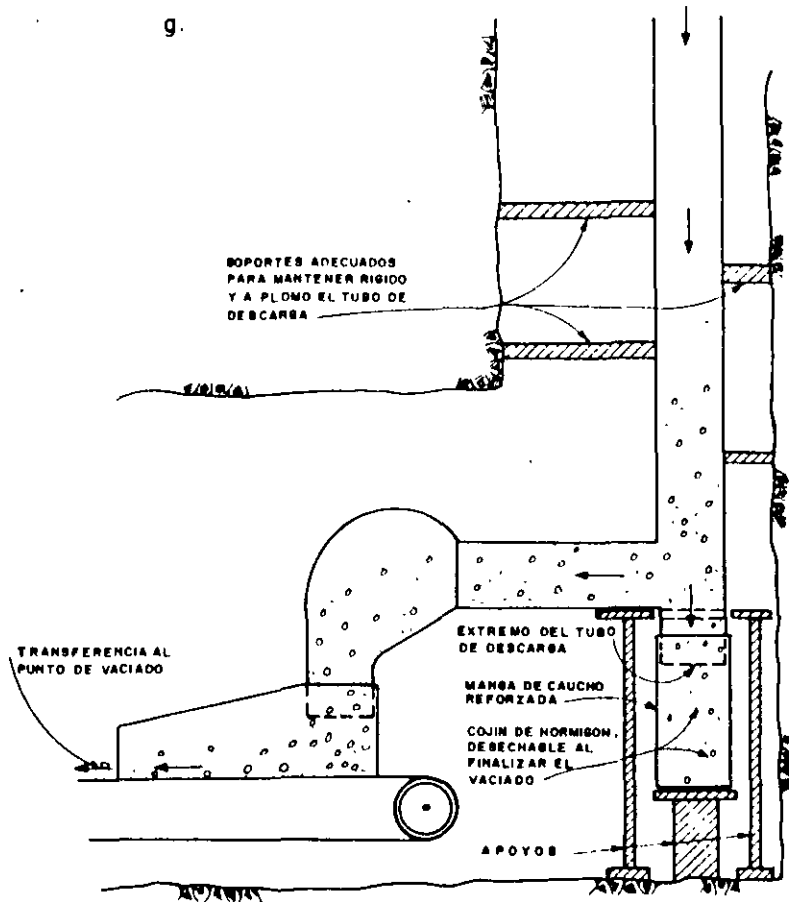 g.
SOPORTES ADECUADOS
PARA MANTENER RIGIDO
Y A PLOMO EL TUBO DE
DESCARGA
TRANSFERENCIA AL
PUNTO DE VACIADO
EXTREMO DEL TUBO
DE DESCARGA
MANGA DE CAUCHO
REFORZADA
COJIN DE HORMIGON,
DESECHABLE AL
FINALIZAR EL
VACIADO
APOYOS